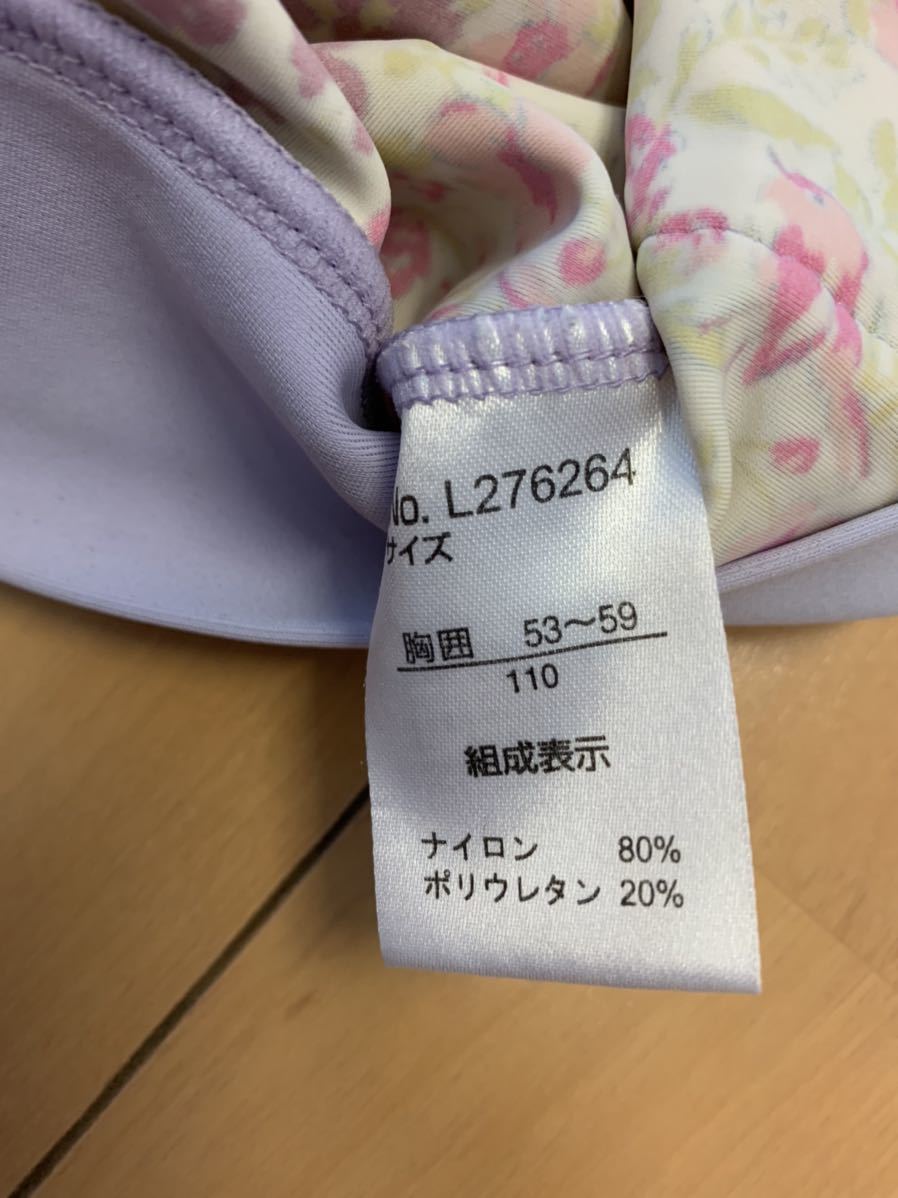 No. L276264
サイズ
胸囲 53〜59
110
組成表示
ナイロン 80%
ポリウレタン 20%